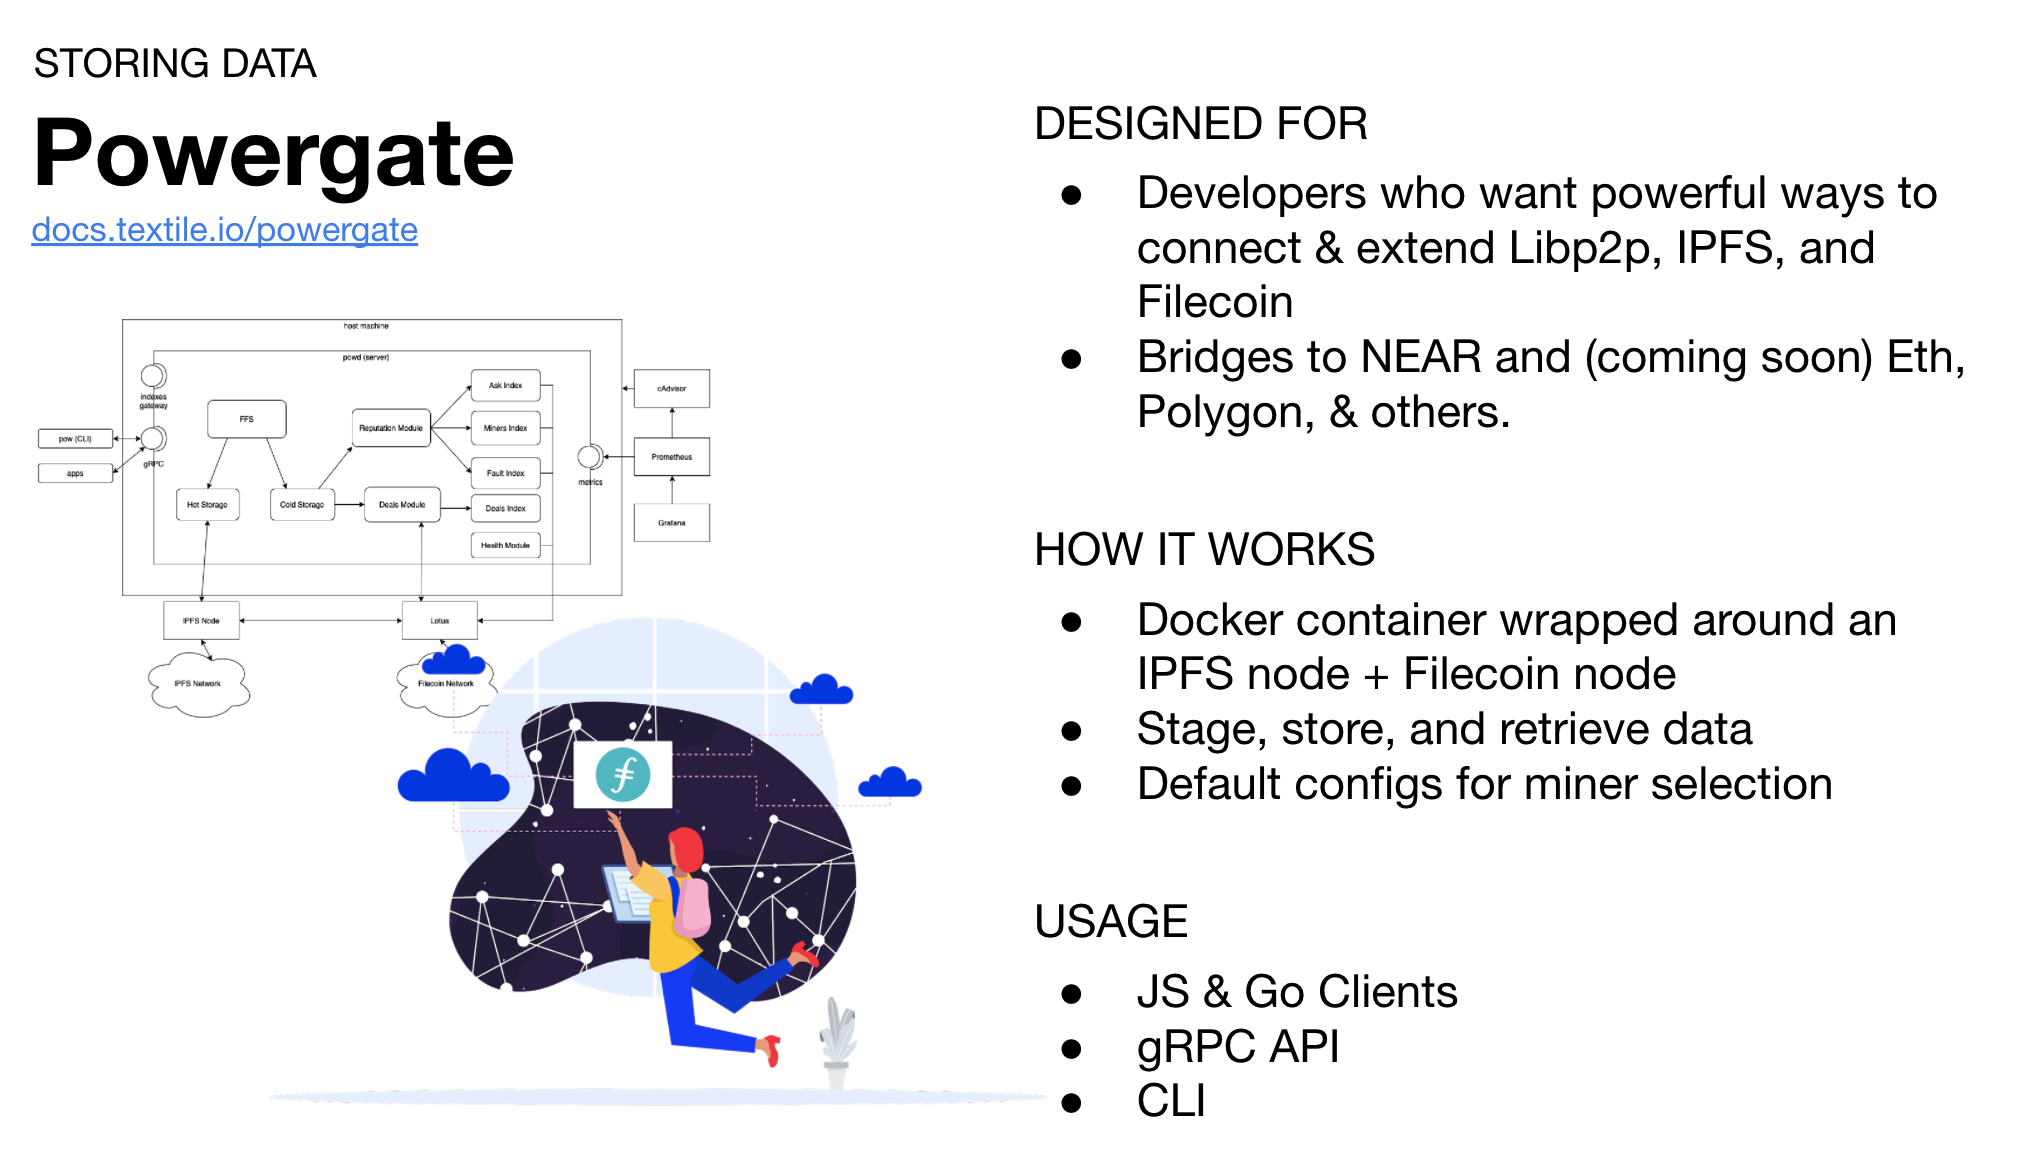 STORING DATA
Powergate
docs.textile.io/powergate
host machine
powd (server)
indexes
gateway
gRPC
pow (CLI)
apps
FFS
Hot Storage
Cold Storage
Reputation Module
Deals Module
Ask Index
Miners Index
Fault Index
Deals Index
Health Module
metrics
cAdvisor
Prometheus
Grafana
IPFS Node
Lotus
IPFS Network
Filecoin Network
DESIGNED FOR
● Developers who want powerful ways to
connect & extend Libp2p, IPFS, and
Filecoin
● Bridges to NEAR and (coming soon) Eth,
Polygon, & others.
HOW IT WORKS
● Docker container wrapped around an
IPFS node + Filecoin node
● Stage, store, and retrieve data
● Default configs for miner selection
USAGE
● JS & Go Clients
● gRPC API
● CLI